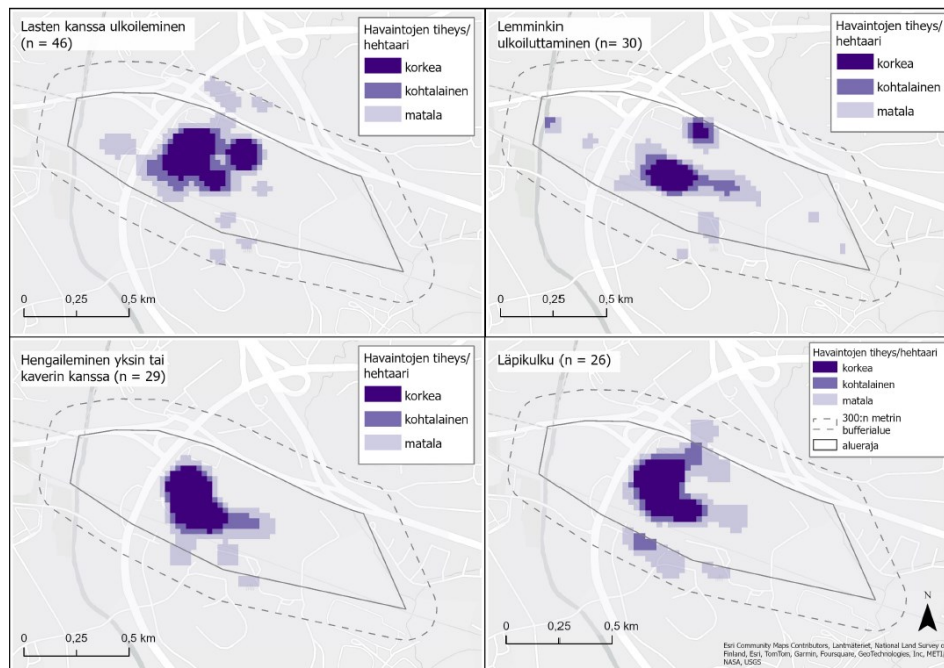 Lasten kanssa ulkoileminen
(n = 46)
Havaintojen tiheys/
hehtaari
korkea
kohtalainen
matala
0 0,25 0,5 km
Lemminkin
ulkoiluttaminen (n= 30)
Havaintojen tiheys/
hehtaari
korkea
kohtalainen
matala
0 0,25 0,5 km
Hengaileminen yksin tai
kaverin kanssa (n = 29)
Havaintojen tiheys/
hehtaari
korkea
kohtalainen
matala
0 0,25 0,5 km
Läpikulku (n = 26)
Havaintojen tiheys/hehtaari
korkea
kohtalainen
matala
300:n metrin
bufferialue
alueraja
0 0,25 0,5 km
N
Esri Community Maps Contributors, Lantmäteriet, National Land Survey of
Finland, Esri, TomTom, Garmin, Foursquare, GeoTechnologies, Inc, METI/
NASA, USGS